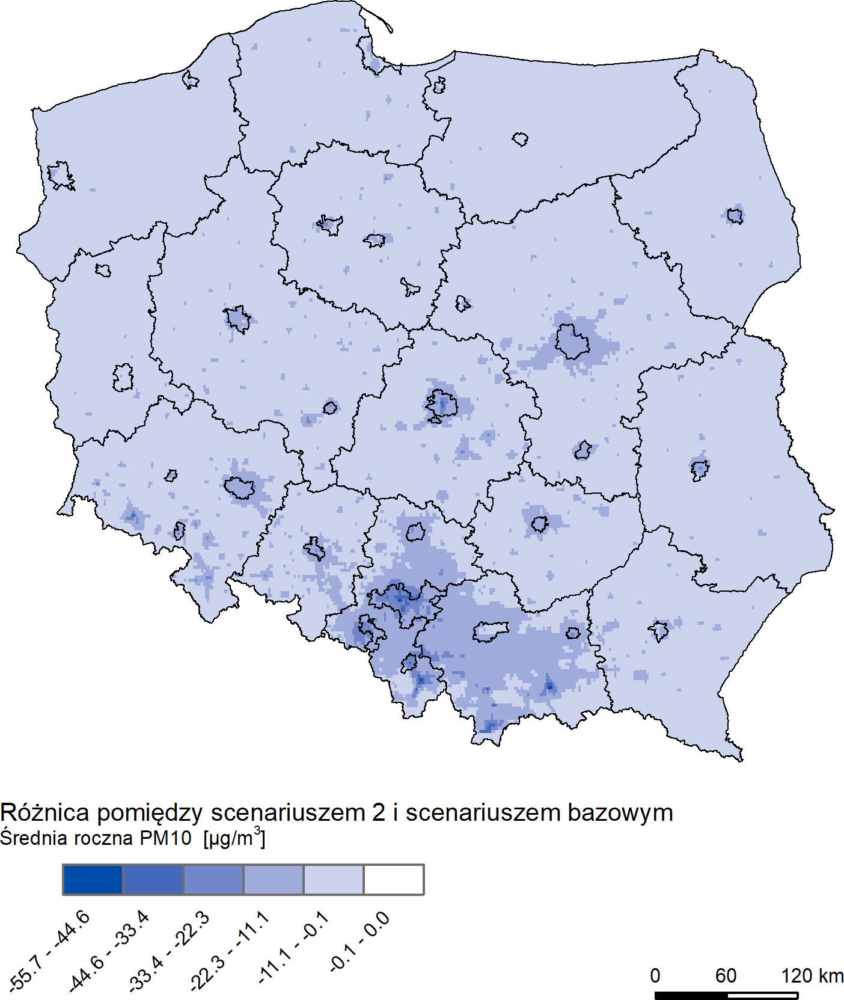 Różnica pomiędzy scenariuszem 2 i scenariuszem bazowym
Średnia roczna PM10 [µg/m³]
-55.7 - -44.6
-44.6 - -33.4
-33.4 - -22.3
-22.3 - -11.1
-11.1 - -0.1
-0.1 - 0.0
0 60 120 km